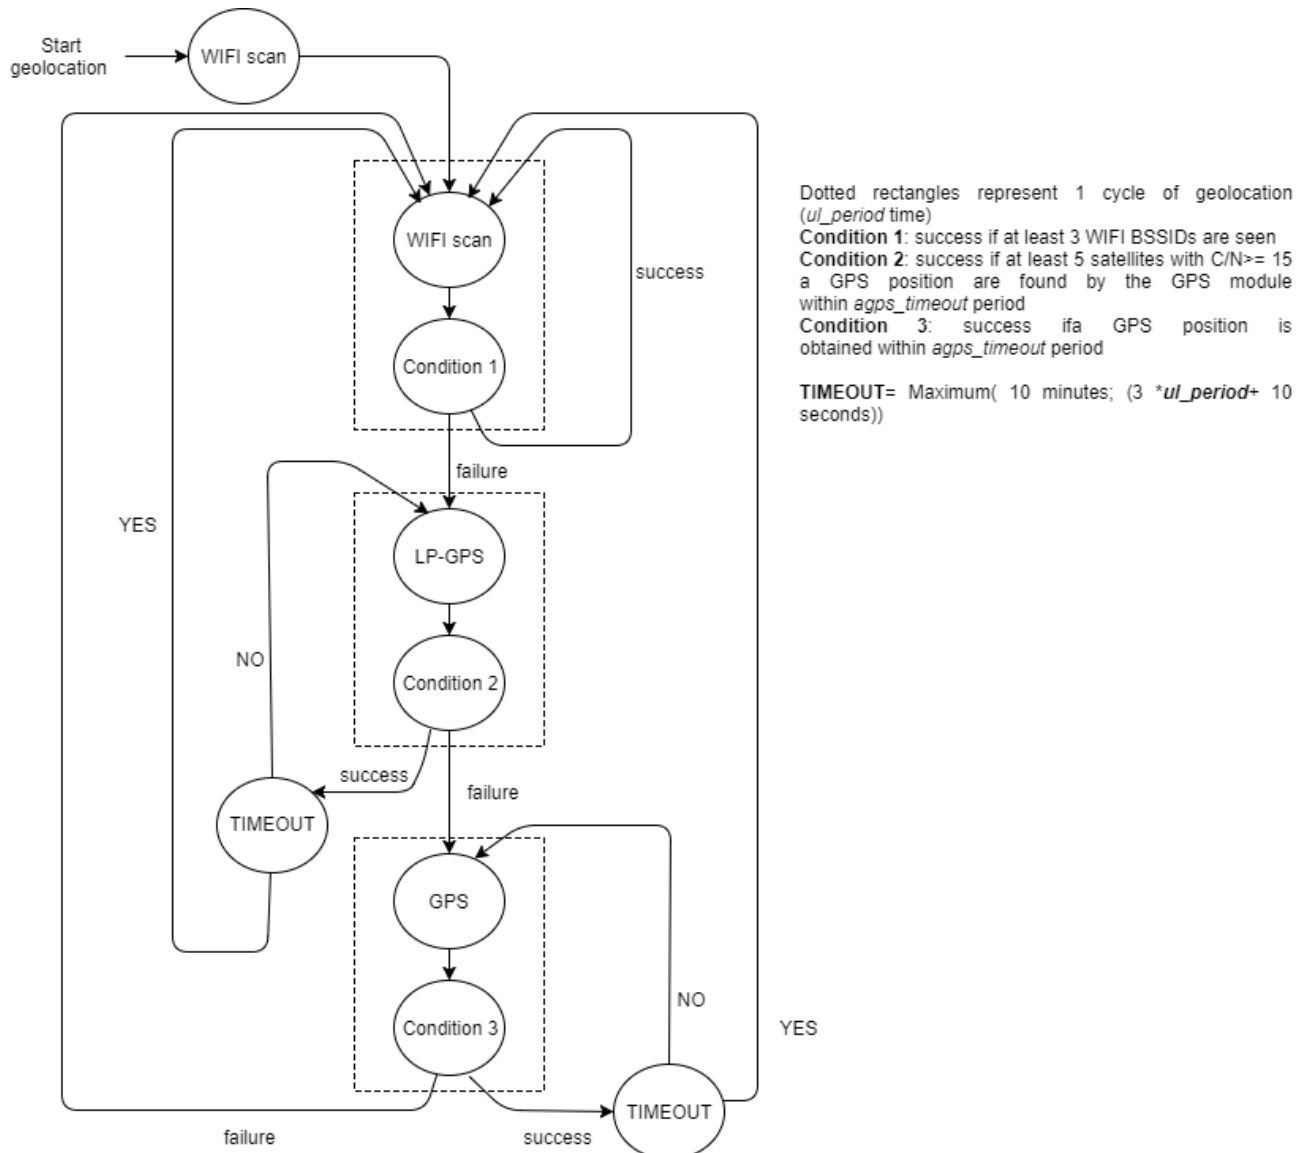 Start
geolocation
WIFI scan
WIFI scan
success
Condition 1
failure
YES
LP-GPS
NO
Condition 2
success
failure
TIMEOUT
GPS
NO
Condition 3
YES
TIMEOUT
failure
success
Dotted rectangles represent 1 cycle of geolocation
(ul_period time)
Condition 1: success if at least 3 WIFI BSSIDs are seen
Condition 2: success if at least 5 satellites with C/N>= 15
a GPS position are found by the GPS module
within agps_timeout period
Condition 3: success ifa GPS position is
obtained within agps_timeout period
TIMEOUT= Maximum( 10 minutes; (3 *ul_period+ 10
seconds))